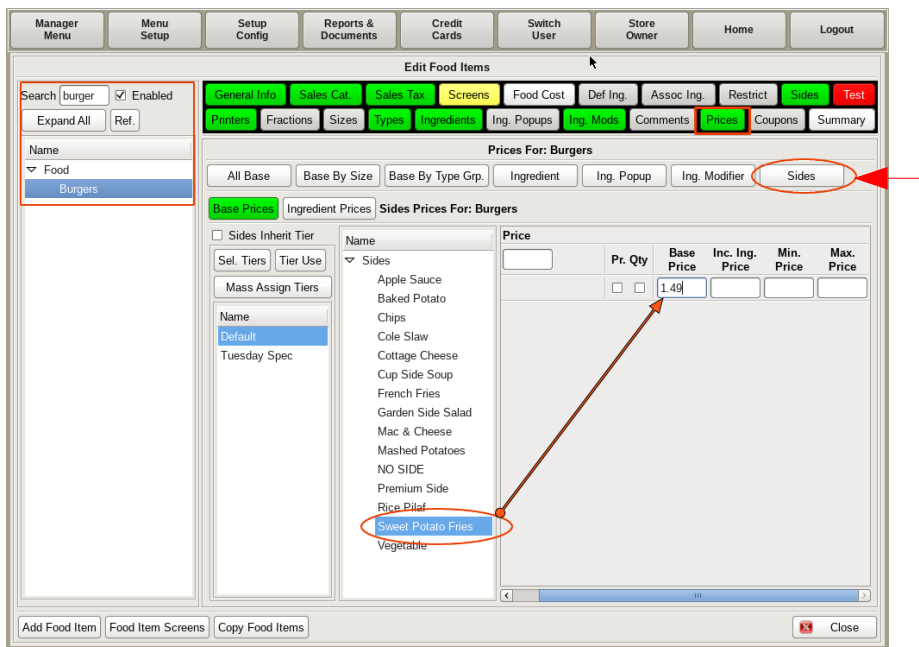 Manager Menu
Menu Setup
Setup Config
Reports & Documents
Credit Cards
Switch User
Store Owner
Home
Logout
Edit Food Items
Search burger Enabled
Expand All Ref.
Name
Food
Burgers
General Info Sales Cat. Sales Tax Screens Food Cost Def Ing. Assoc Ing. Restrict Sides Test
Printers Fractions Sizes Types Ingredients Ing. Popups Ing. Mods Comments Prices Coupons Summary
Prices For: Burgers
All Base Base By Size Base By Type Grp. Ingredient Ing. Popup Ing. Modifier Sides
Base Prices Ingredient Prices Sides Prices For: Burgers
Sides Inherit Tier
Sel. Tiers Tier Use
Mass Assign Tiers
Name
Default
Tuesday Spec
Name
Sides
Apple Sauce
Baked Potato
Chips
Cole Slaw
Cottage Cheese
Cup Side Soup
French Fries
Garden Side Salad
Mac & Cheese
Mashed Potatoes
NO SIDE
Premium Side
Rice Pilaf
Sweet Potato Fries
Vegetable
Price
Pr. Qty Base Price Inc. Ing. Price Min. Price Max. Price
1.49
Add Food Item Food Item Screens Copy Food Items Close